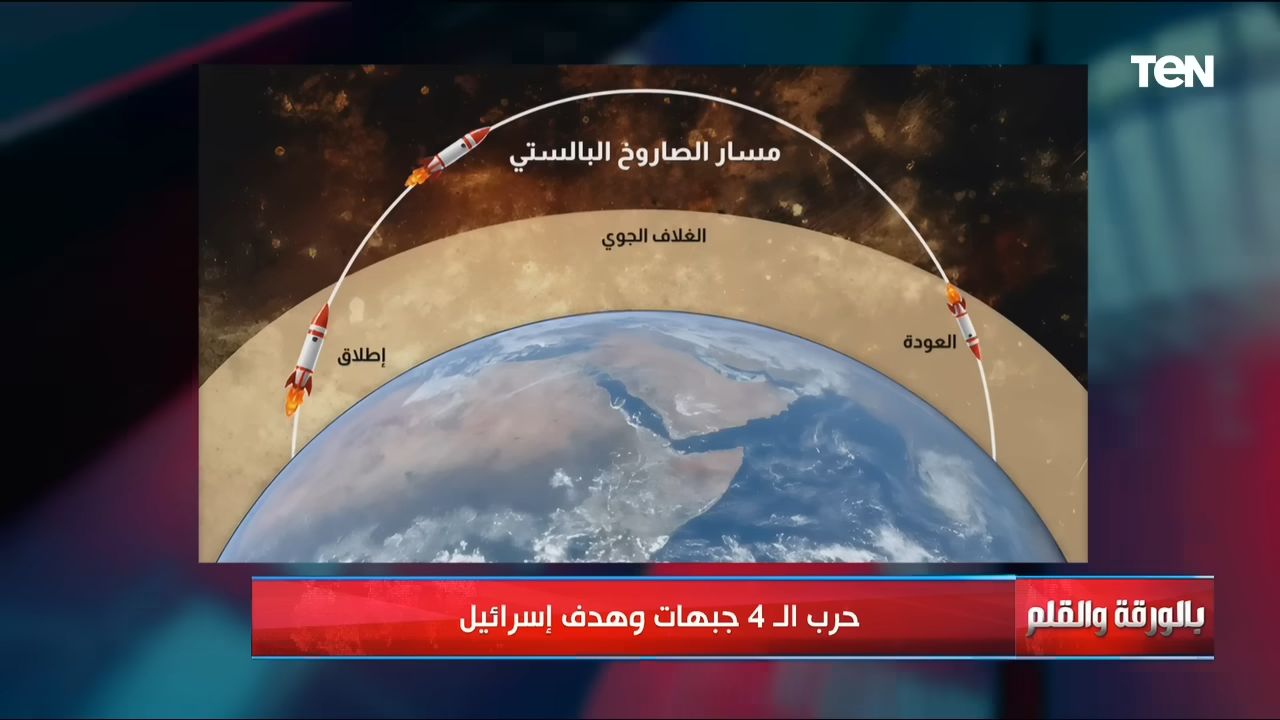 TEN
مسار الصاروخ البالستي
الغلاف الجوي
العودة
إطلاق
بالورقة والقلم
حرب الـ 4 جبهات وهدف إسرائيل